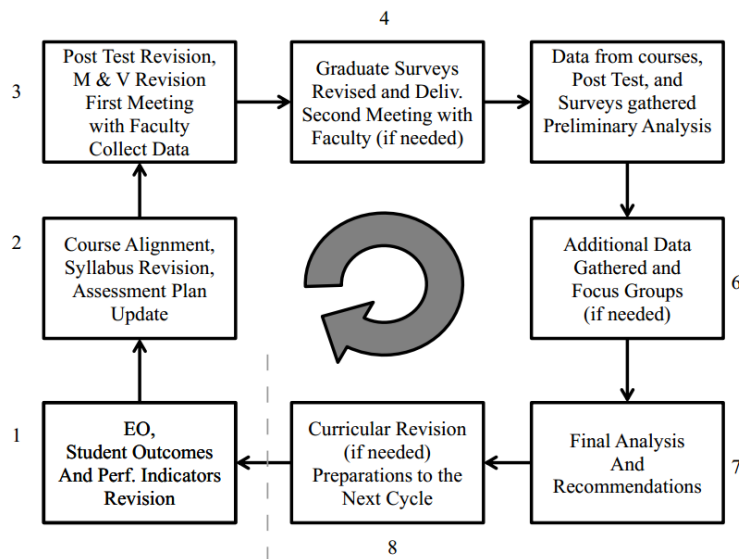 4
3
Post Test Revision,
M & V Revision
First Meeting
with Faculty
Collect Data
Graduate Surveys
Revised and Deliv.
Second Meeting with
Faculty (if needed)
Data from courses,
Post Test, and
Surveys gathered
Preliminary Analysis
2
Course Alignment,
Syllabus Revision,
Assessment Plan
Update
Additional Data
Gathered and
Focus Groups
(if needed)
6
1
EO,
Student Outcomes
And Perf. Indicators
Revision
Curricular Revision
(if needed)
Preparations to the
Next Cycle
Final Analysis
And
Recommendations
7
8